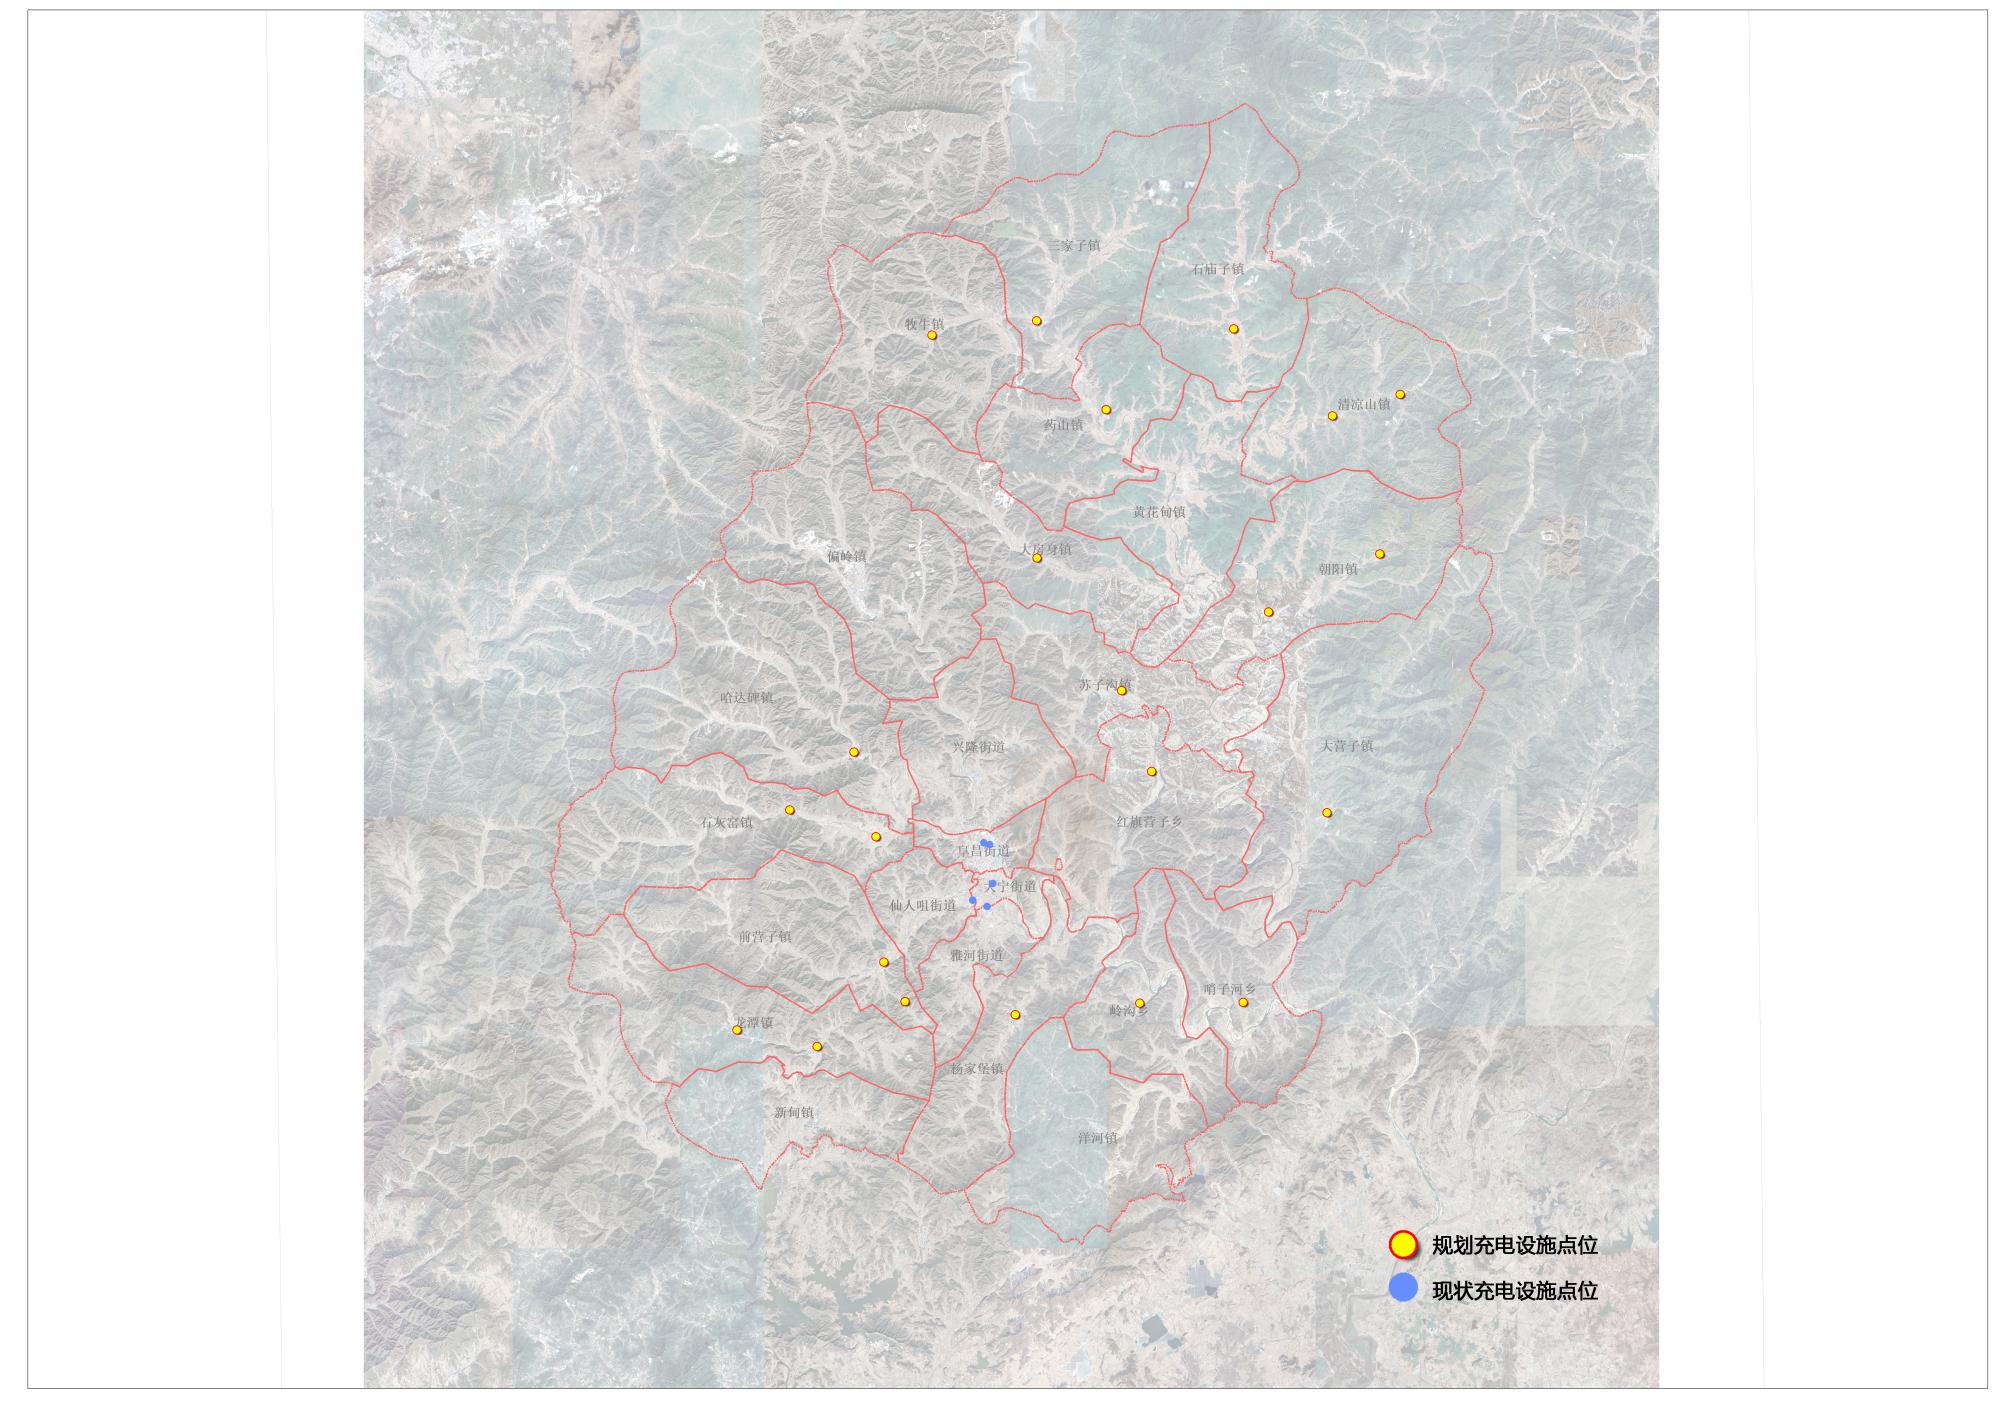 三家子镇
石庙子镇
牧牛镇
清凉山镇
药山镇
黄花甸镇
大房身镇
偏岭镇
朝阳镇
苏子沟镇
哈达碑镇
兴隆街道
大营子镇
石灰窑镇
红旗营子乡
阜昌街道
大宁街道
仙人咀街道
前营子镇
雅河街道
哨子河乡
岭沟乡
龙潭镇
杨家堡镇
新甸镇
洋河镇
规划充电设施点位
现状充电设施点位